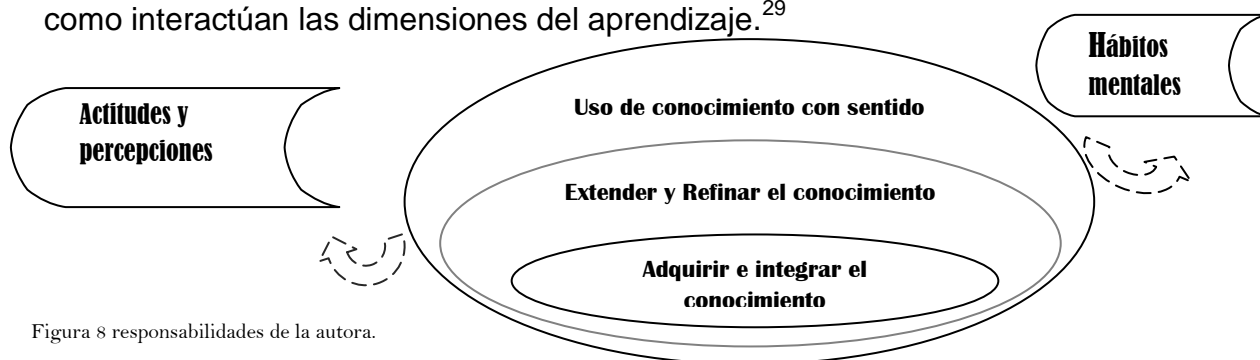 como interactúan las dimensiones del aprendizaje.29
Hábitos
mentales
Actitudes y
percepciones
Uso de conocimiento con sentido
Extender y Refinar el conocimiento
Adquirir e integrar el
conocimiento
Figura 8 responsabilidades de la autora.